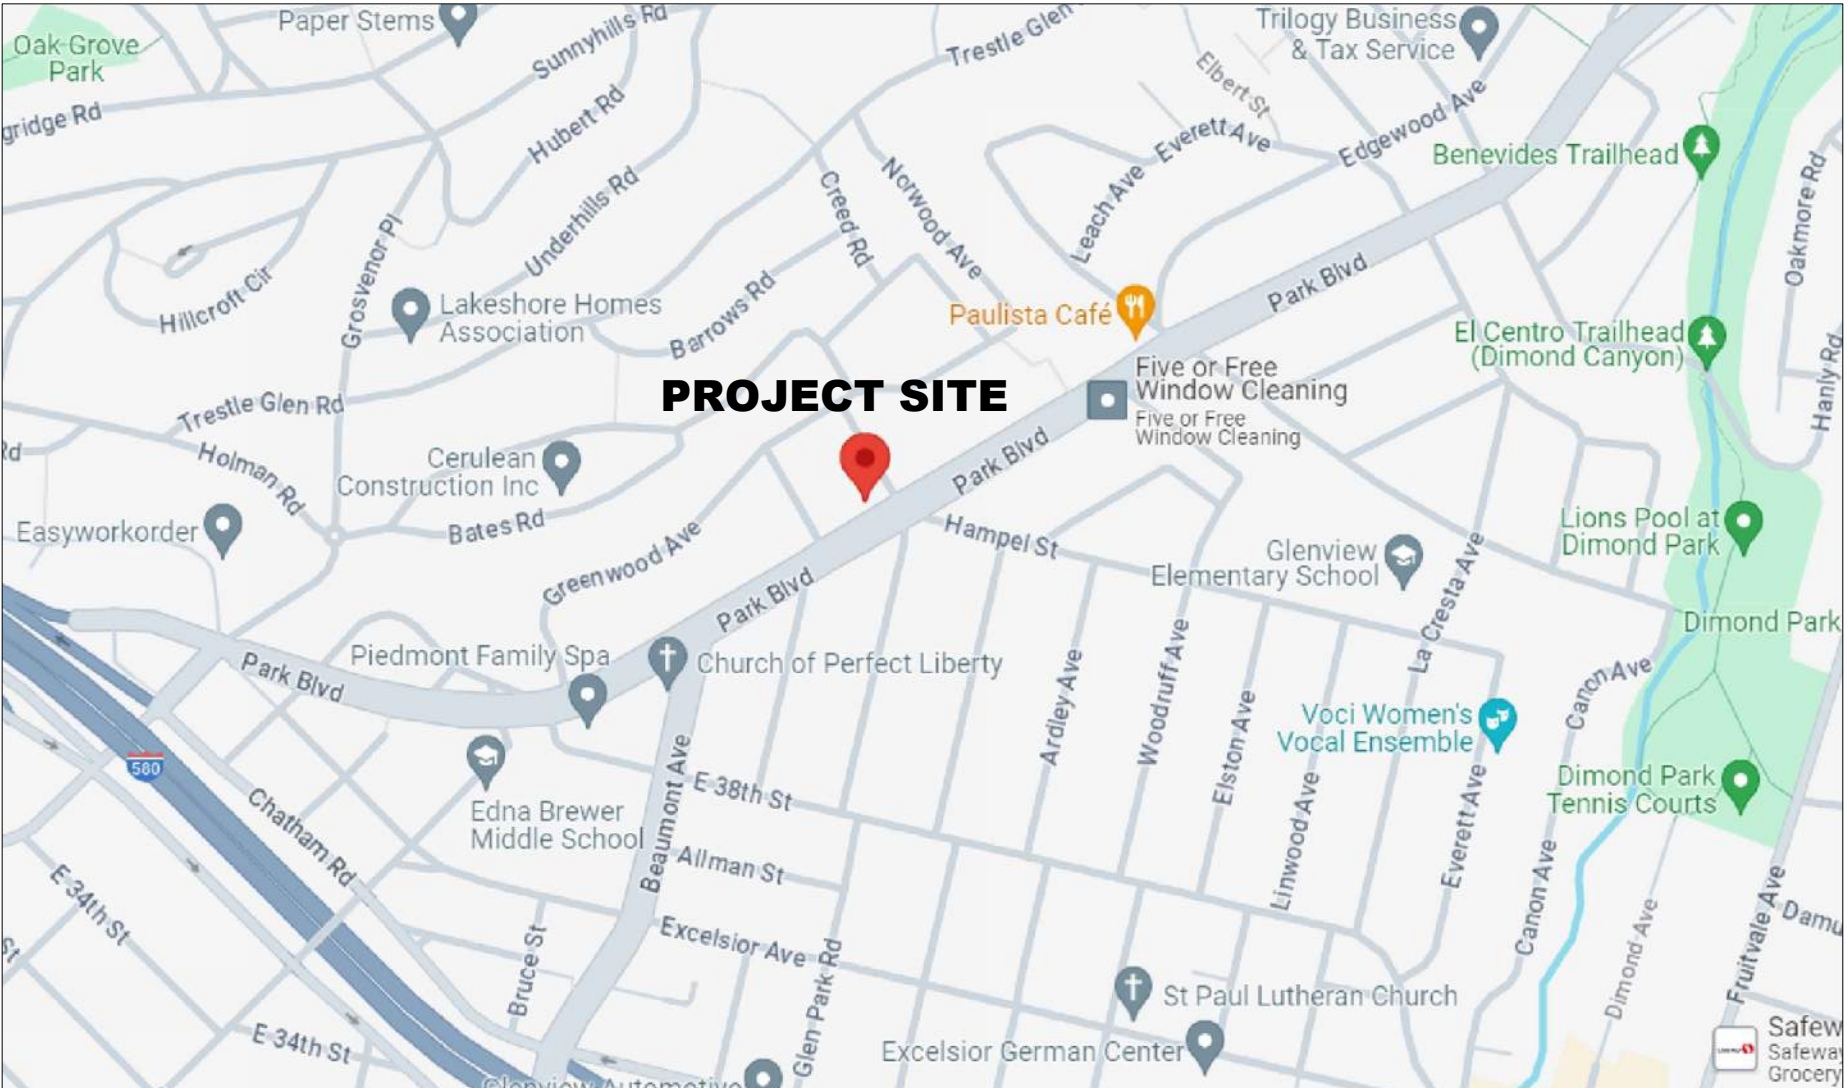 Paper Stems
Sunnyhills Rd
Trestle Glen
Trilogy Business
& Tax Service
Oak Grove
Park
Elbert St
gridge Rd
Hubert Rd
Everett Ave
Edgewood Ave
Benevides Trailhead
Oakmore Rd
Underhills Rd
Creed Rd
Norwood Ave
Leach Ave
Grosvenor Pl
Hillcroft Cir
Lakeshore Homes
Association
Barrows Rd
Paulista Café
Park Blvd
El Centro Trailhead
(Dimond Canyon)
Hanly Rd
Five or Free
Window Cleaning
Five or Free
Window Cleaning
PROJECT SITE
Trestle Glen Rd
Rd
Holman Rd
Cerulean
Construction Inc
Park Blvd
Easyworkorder
Bates Rd
Hampel St
Lions Pool at
Dimond Park
Glenview
Elementary School
La Cresta Ave
Greenwood Ave
Park Blvd
Dimond Park
Piedmont Family Spa
Church of Perfect Liberty
Park Blvd
Ardley Ave
Woodruff Ave
Elston Ave
Canon Ave
Voci Women's
Vocal Ensemble
580
E 38th St
Dimond Park
Tennis Courts
Edna Brewer
Middle School
Beaumont Ave
Chatham Rd
Linwood Ave
Everett Ave
Allman St
E 34th St
Canon Ave
Fruitvale Ave
Damu
Excelsior Ave
St
Bruce St
Glen Park Rd
Dimond Ave
St Paul Lutheran Church
E 34th St
Excelsior German Center
Safew
Safeway
Grocery
Glenview Automotive